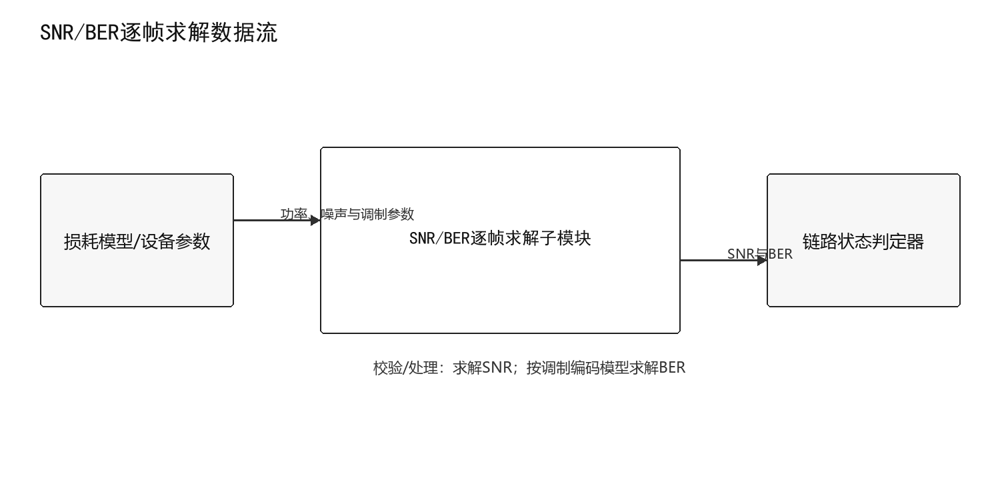 SNR/BER逐帧求解数据流
功率、噪声与调制参数
损耗模型/设备参数
SNR/BER逐帧求解子模块
SNR与BER
链路状态判定器
校验/处理：求解SNR；按调制编码模型求解BER